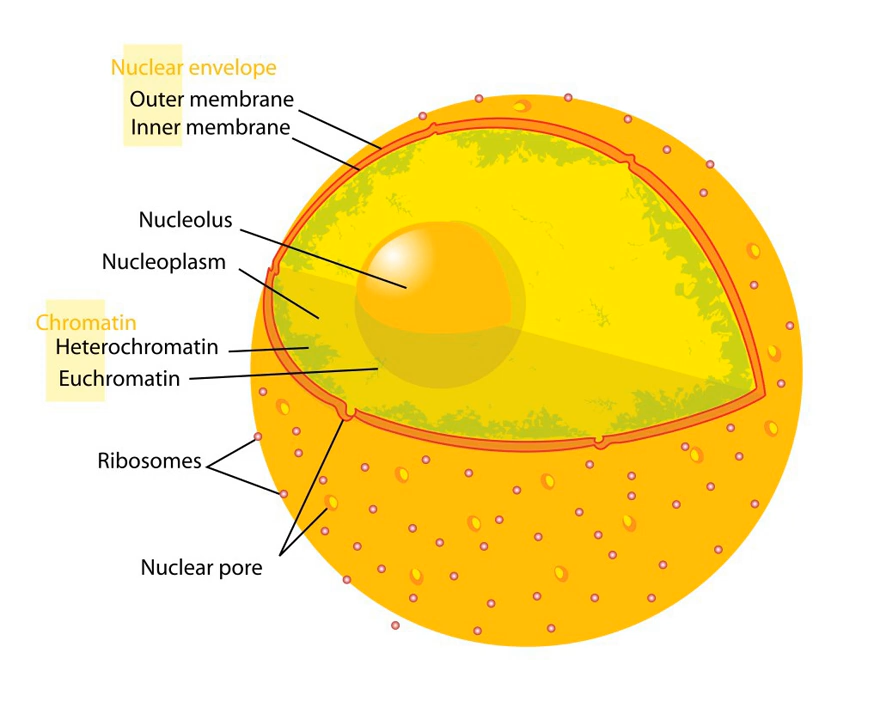 Nuclear envelope
Outer membrane
Inner membrane
Nucleolus
Nucleoplasm
Chromatin
Heterochromatin
Euchromatin
Ribosomes
Nuclear pore